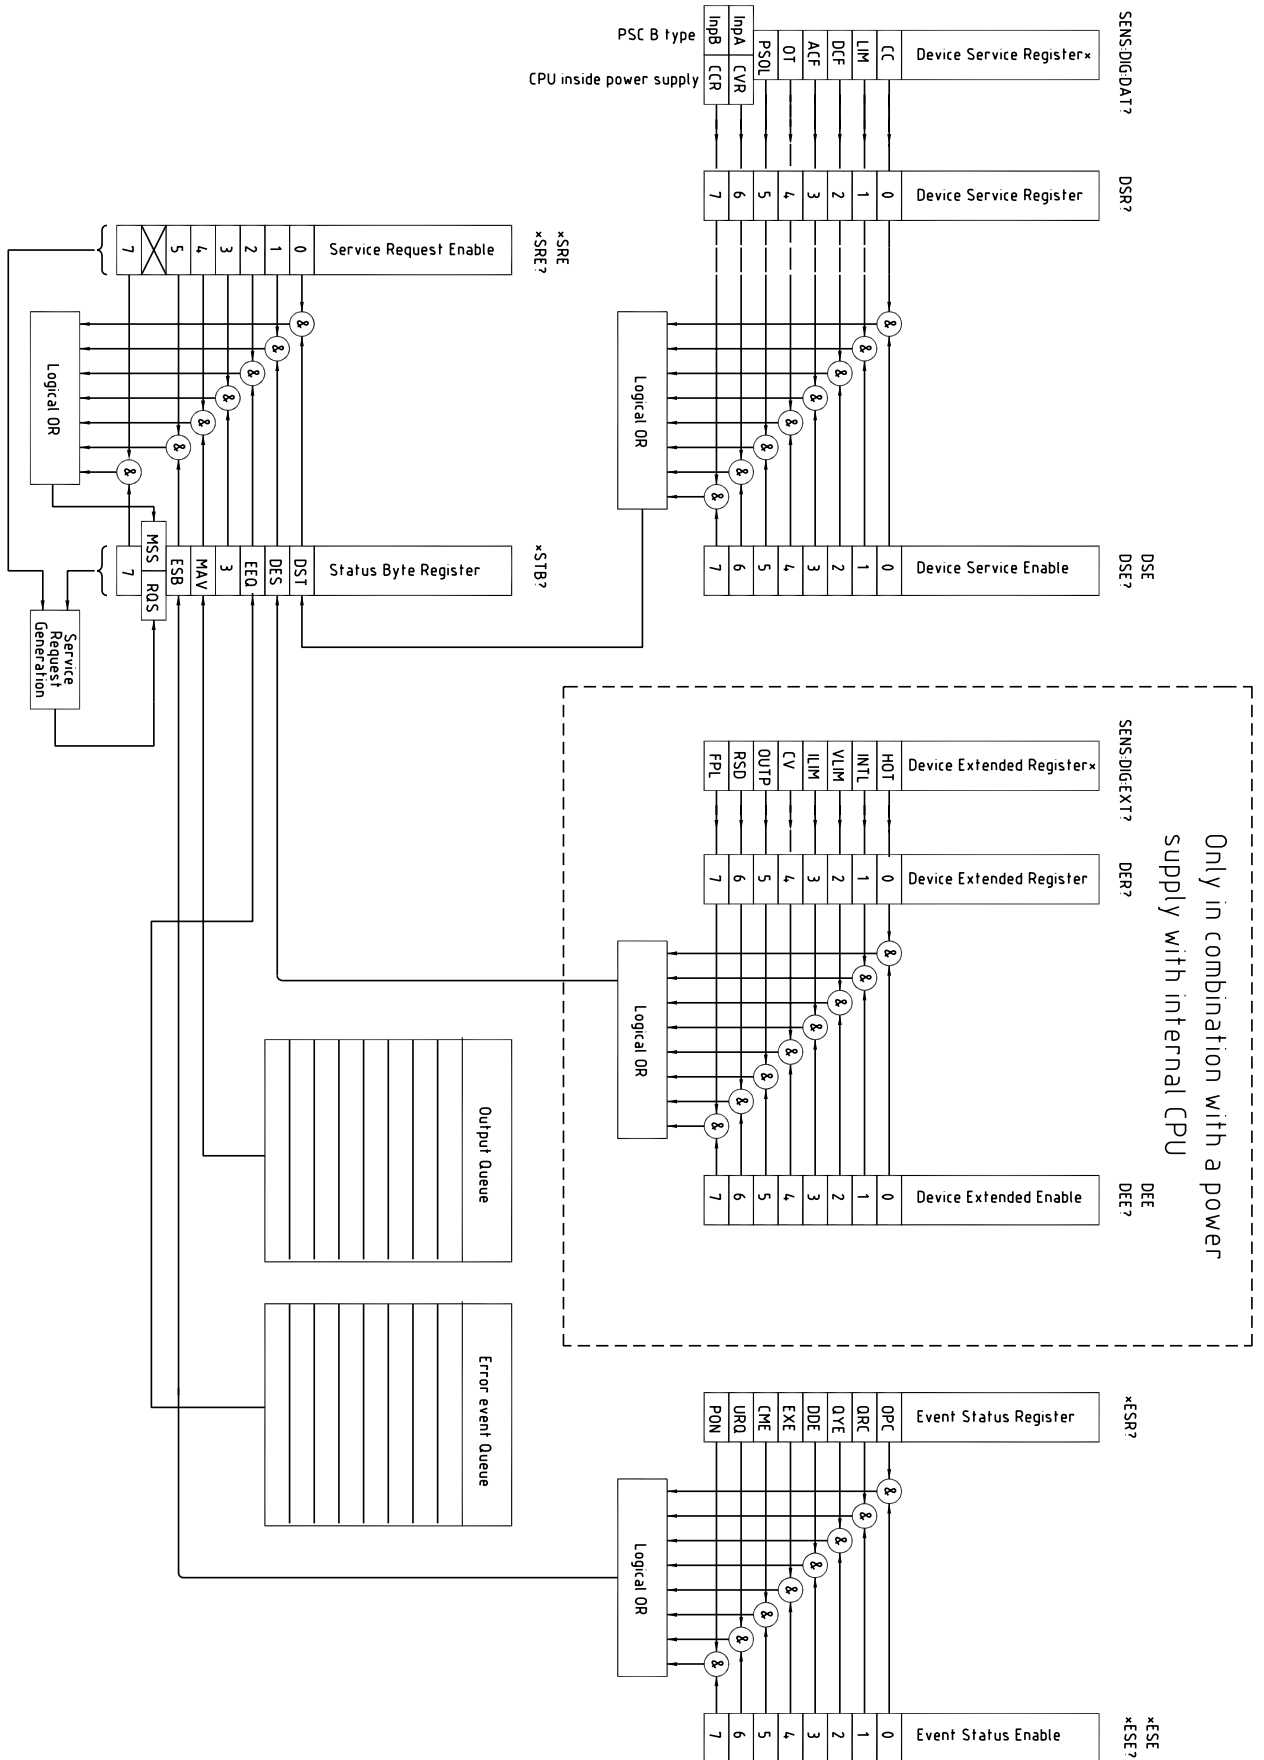 SENS:DIG:DAT?
Device Service Register*
CC
LIM
DCF
ACF
OT
PSOL
InpA CVR
InpB CCR
PSC B type
CPU inside power supply
DSR?
Device Service Register
0
1
2
3
4
5
6
7
&
&
&
&
&
&
&
&
Logical OR
DSE
DSE?
Device Service Enable
0
1
2
3
4
5
6
7
Only in combination with a power
supply with internal CPU
SENS:DIG:EXT?
Device Extended Register*
HOT
INTL
VLIM
ILIM
CV
OUTP
RSD
FPL
DER?
Device Extended Register
0
1
2
3
4
5
6
7
&
&
&
&
&
&
&
&
Logical OR
DEE
DEE?
Device Extended Enable
0
1
2
3
4
5
6
7
*ESR?
Event Status Register
OPC
QRC
QYE
DDE
EXE
CME
URQ
PON
&
&
&
&
&
&
&
&
Logical OR
*ESE
*ESE?
Event Status Enable
0
1
2
3
4
5
6
7
*SRE
*SRE?
Service Request Enable
0
1
2
3
4
5
7
&
&
&
&
&
&
&
Logical OR
*STB?
Status Byte Register
DST
DES
EEQ
3
MAV
ESB
MSS RQS
7
Service
Request
Generation
Output Queue
Error event Queue